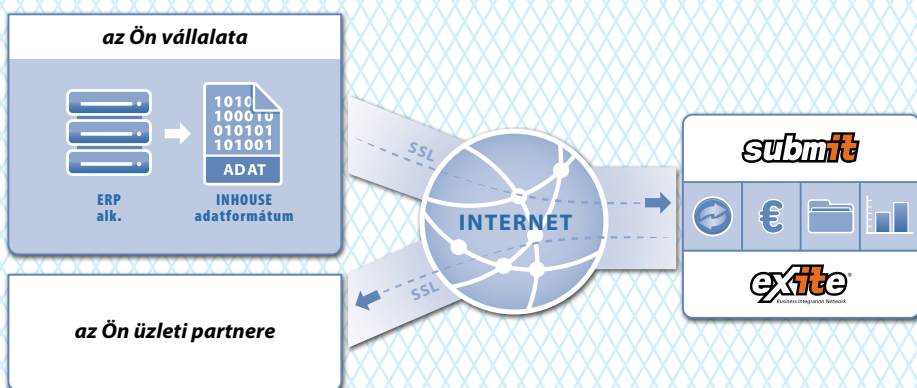 az Ön vállalata
1010
100010
010101
101001
ADAT
ERP
alk.
INHOUSE
adatformátum
SSL
INTERNET
SSL
submit
€
exite®
Business Integration Network
az Ön üzleti partnere